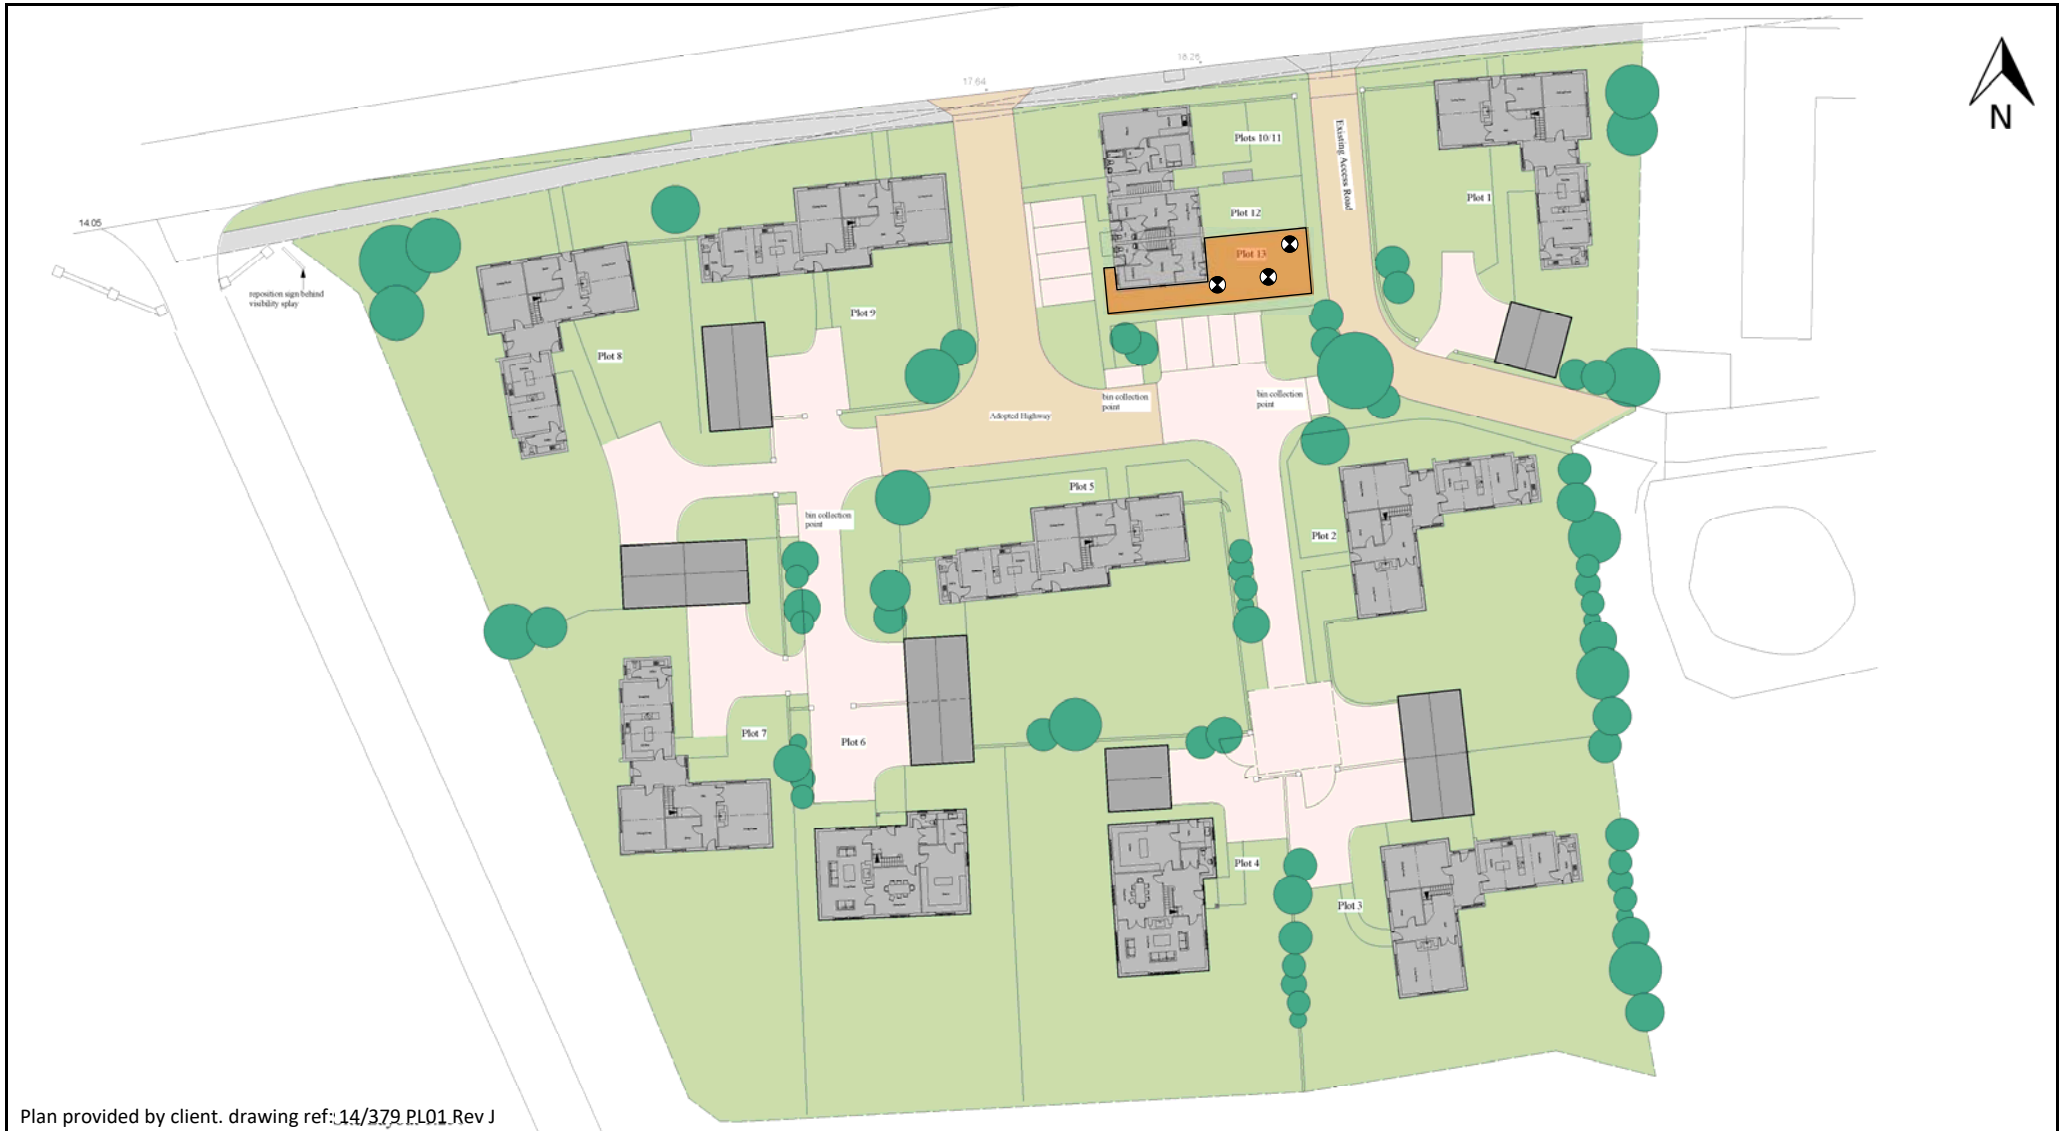 18.26
17.64
N
Plots 10/11
Existing Access Road
Plot 1
14.05
Plot 12
Plot 13
reposition sign behind
visibility splay
Plot 9
Plot 8
bin collection
point
bin collection
point
Adopted Highway
Plot 5
bin collection
point
Plot 2
Plot 7
Plot 6
Plot 4
Plot 3
Plan provided by client. drawing ref: 14/379 PL01 Rev J